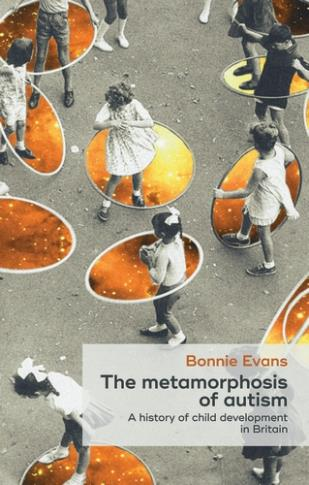 Bonnie Evans
The metamorphosis
of autism
A history of child development
in Britain